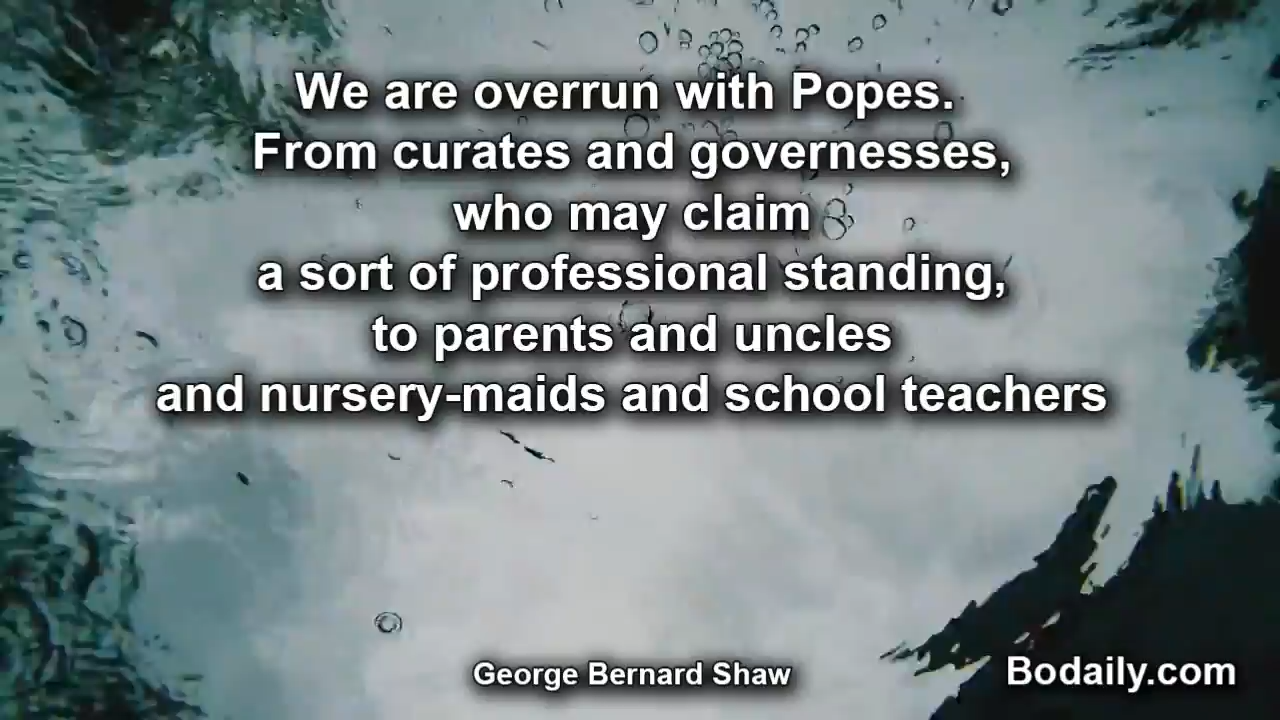 We are overrun with Popes.
From curates and governesses,
who may claim
a sort of professional standing,
to parents and uncles
and nursery-maids and school teachers
George Bernard Shaw
Bodaily.com